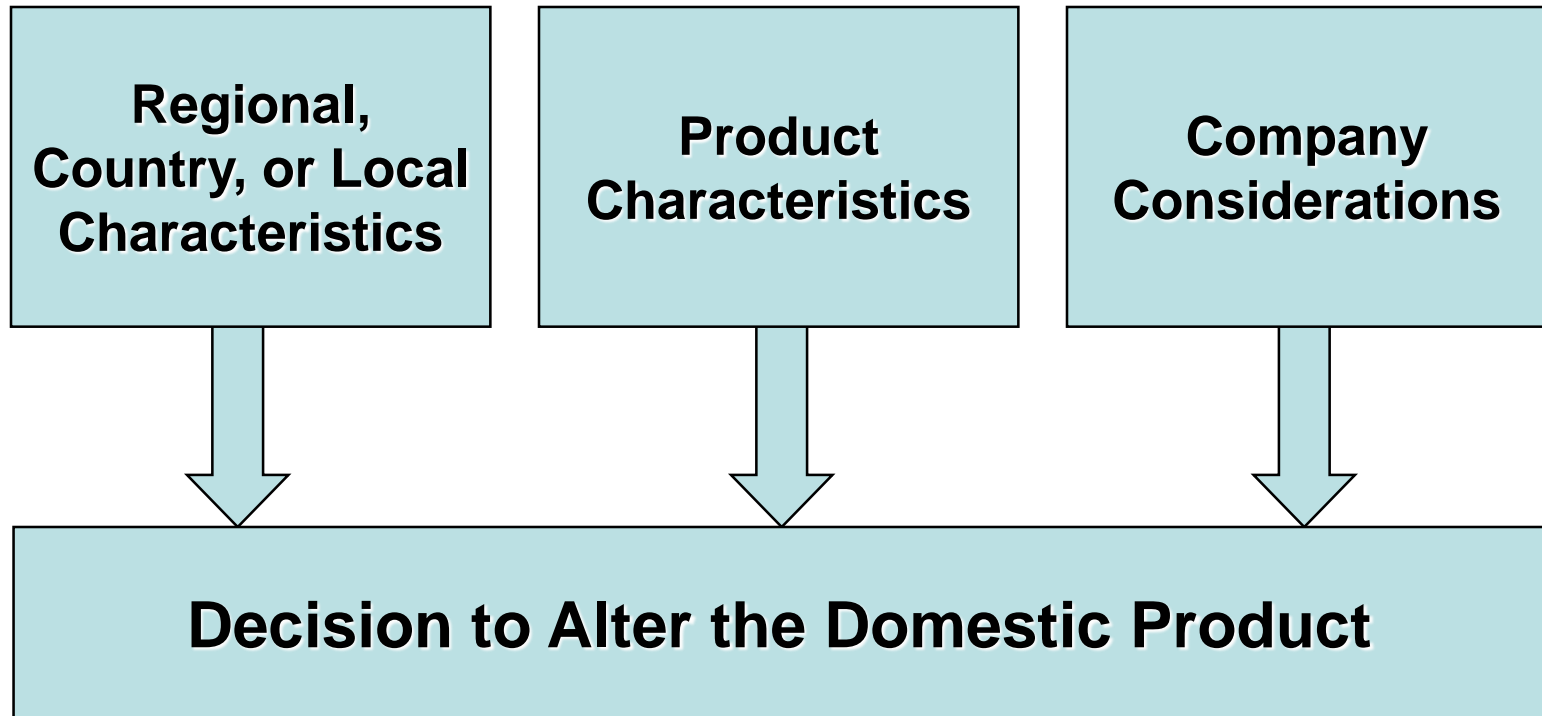 Regional,
Country, or Local
Characteristics
Product
Characteristics
Company
Considerations
Decision to Alter the Domestic Product